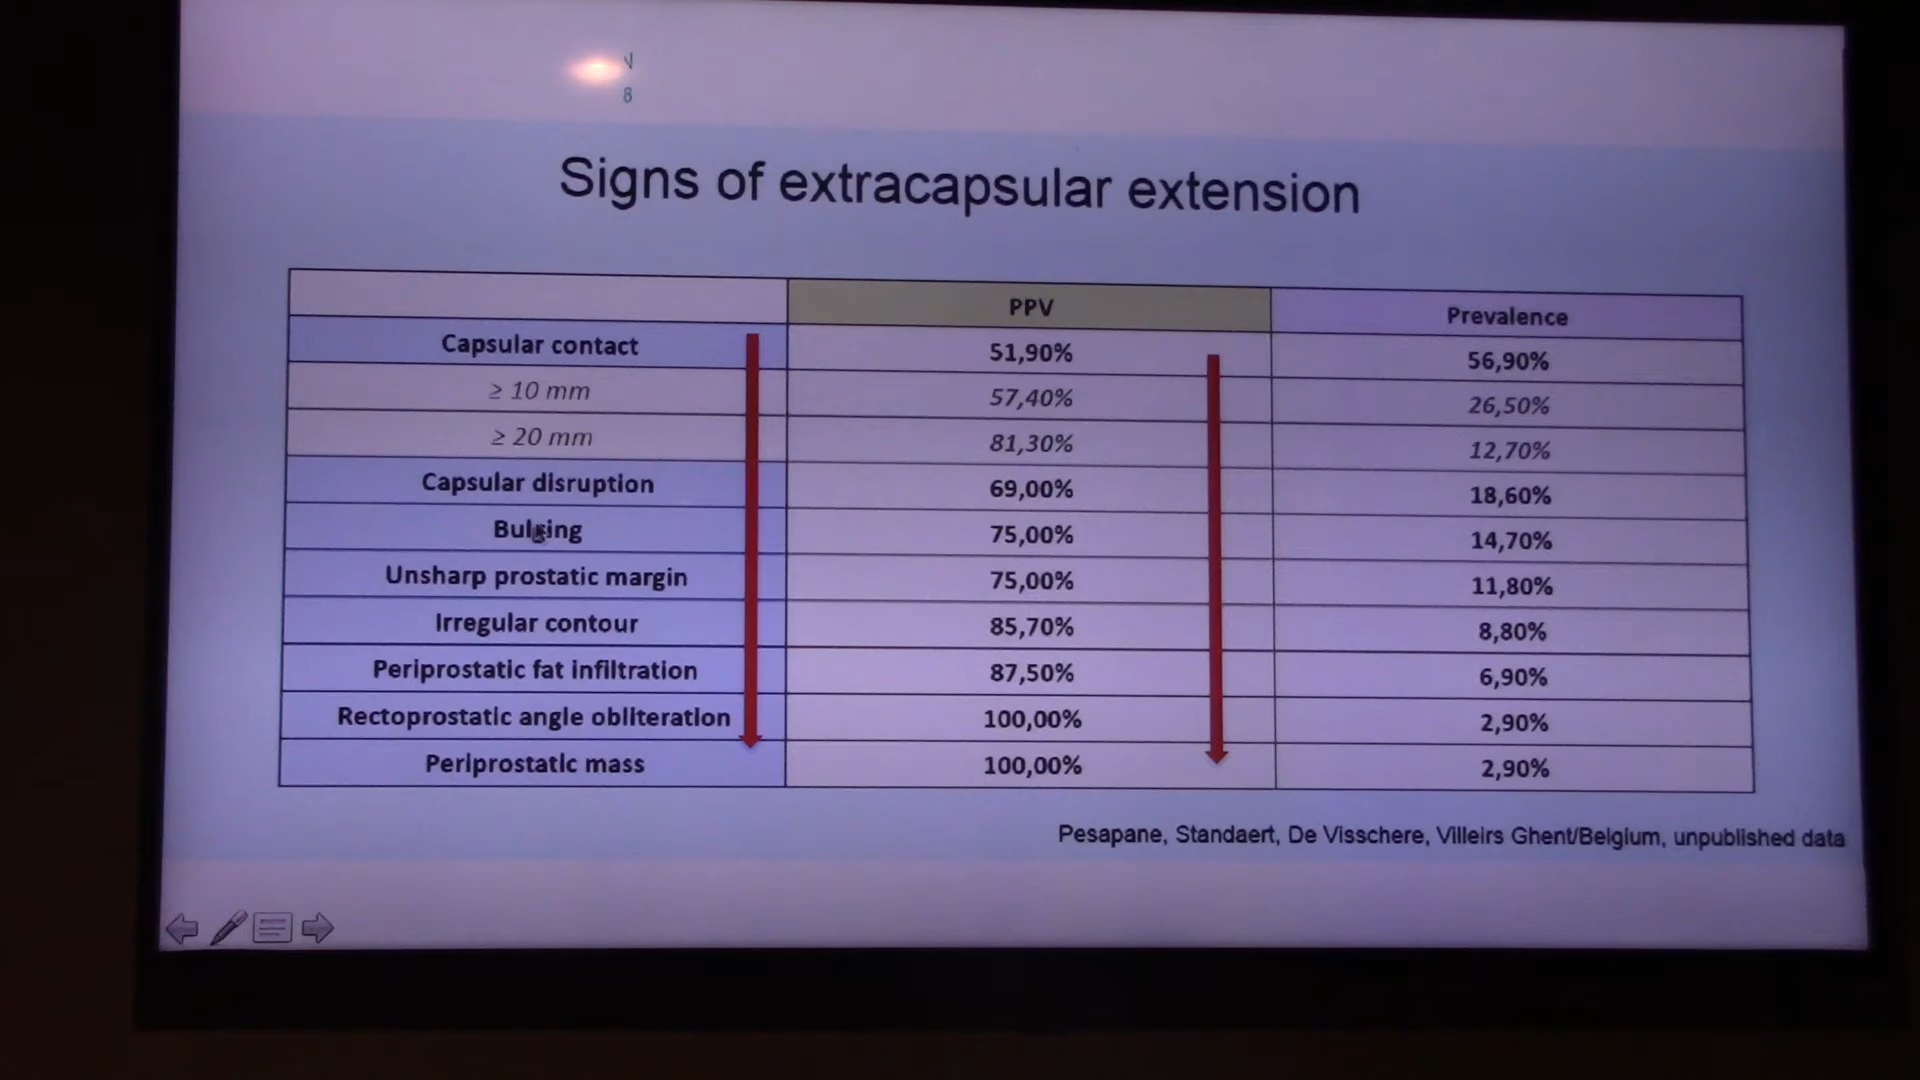 8
Signs of extracapsular extension
PPV Prevalence
Capsular contact 51,90% 56,90%
≥ 10 mm 57,40% 26,50%
≥ 20 mm 81,30% 12,70%
Capsular disruption 69,00% 18,60%
Bulging 75,00% 14,70%
Unsharp prostatic margin 75,00% 11,80%
Irregular contour 85,70% 8,80%
Periprostatic fat infiltration 87,50% 6,90%
Rectoprostatic angle obliteration 100,00% 2,90%
Periprostatic mass 100,00% 2,90%
Pesapane, Standaert, De Visschere, Villeirs Ghent/Belgium, unpublished data